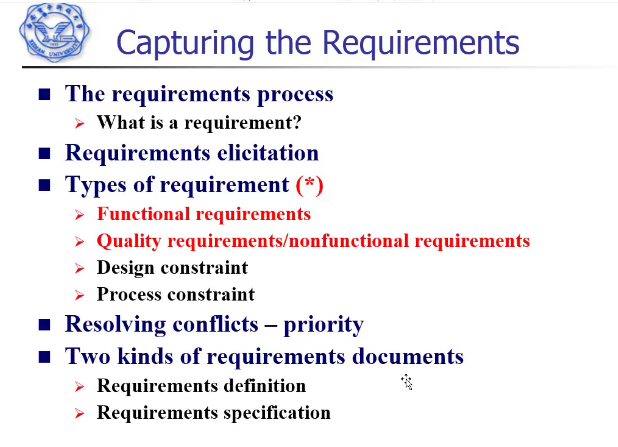 Capturing the Requirements
The requirements process
What is a requirement?
Requirements elicitation
Types of requirement (*)
Functional requirements
Quality requirements/nonfunctional requirements
Design constraint
Process constraint
Resolving conflicts – priority
Two kinds of requirements documents
Requirements definition
Requirements specification